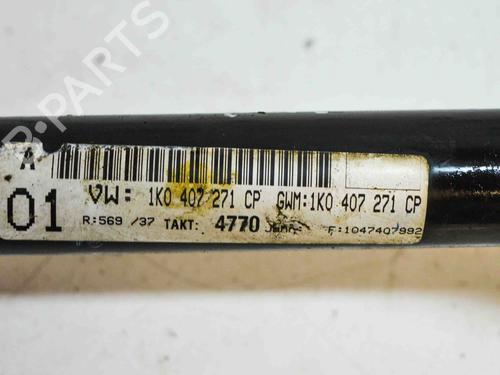 B-PARTS
A
01
VW: 1K0 407 271 CP GWM:1K0 407 271 CP
R:569 /37 TAKT: 4770 F:1047407992